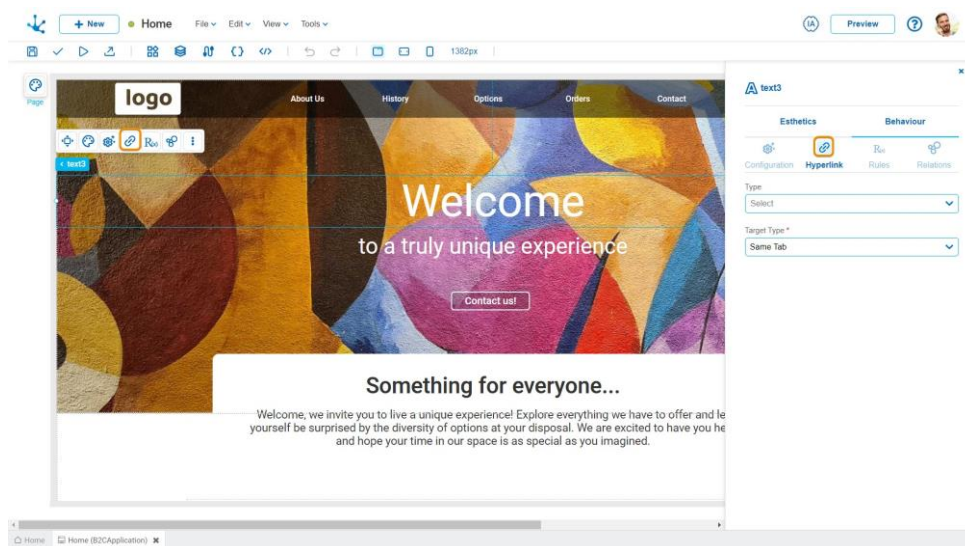 + New
Home
File
Edit
View
Tools
IA
Preview
?
1382px
Page
logo
About Us
History
Options
Orders
Contact
text3
Welcome
to a truly unique experience
Contact us!
Something for everyone...
Welcome, we invite you to live a unique experience! Explore everything we have to offer and le
yourself be surprised by the diversity of options at your disposal. We are excited to have you he
and hope your time in our space is as special as you imagined.
A text3
Esthetics
Behaviour
Configuration
Hyperlink
Rules
Relations
Type
Select
Target Type *
Same Tab
Home
Home (B2CApplication)